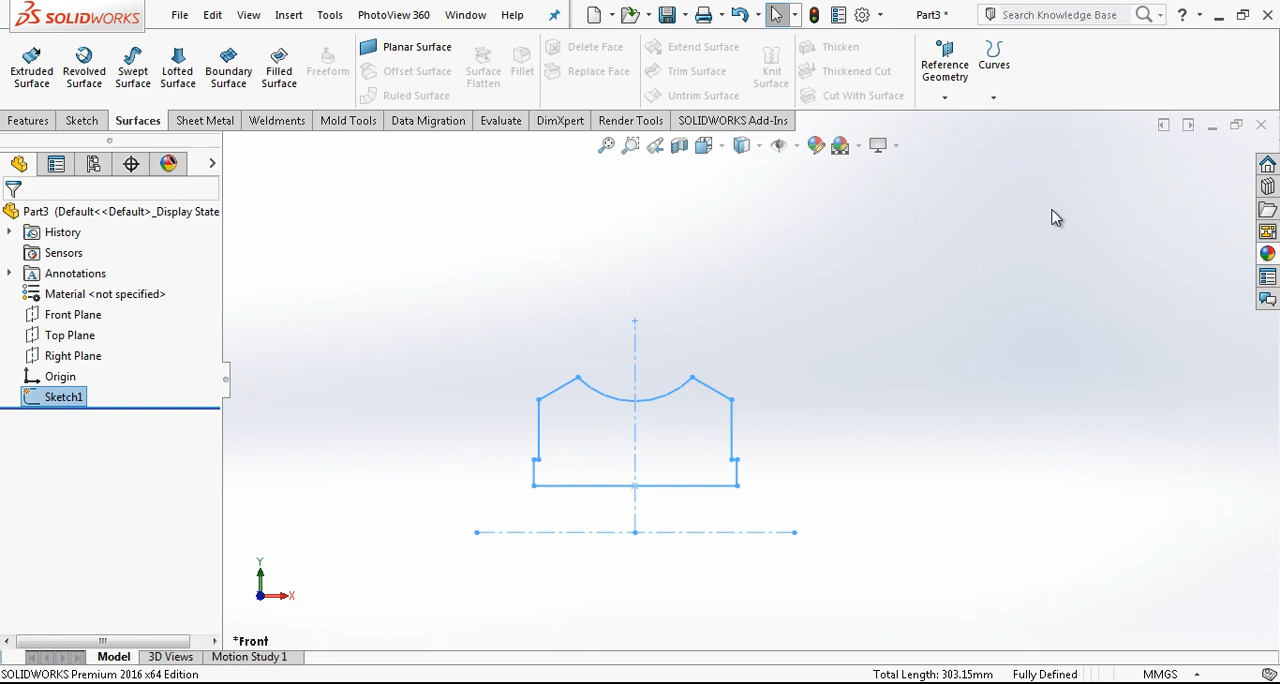 SOLIDWORKS File Edit View Insert Tools PhotoView 360 Window Help Part3 * Search Knowledge Base ?
Extruded Surface
Revolved Surface
Swept Surface
Lofted Surface
Boundary Surface
Filled Surface
Freeform
Planar Surface
Offset Surface
Ruled Surface
Surface Flatten
Fillet
Delete Face
Replace Face
Extend Surface
Trim Surface
Untrim Surface
Knit Surface
Thicken
Thickened Cut
Cut With Surface
Reference Geometry
Curves
Features Sketch Surfaces Sheet Metal Weldments Mold Tools Data Migration Evaluate DimXpert Render Tools SOLIDWORKS Add-Ins
Part3 (Default<<Default>_Display State
History
Sensors
Annotations
Material <not specified>
Front Plane
Top Plane
Right Plane
Origin
Sketch1
Y
X
*Front
Model 3D Views Motion Study 1
SOLIDWORKS Premium 2016 x64 Edition Total Length: 303.15mm Fully Defined MMGS